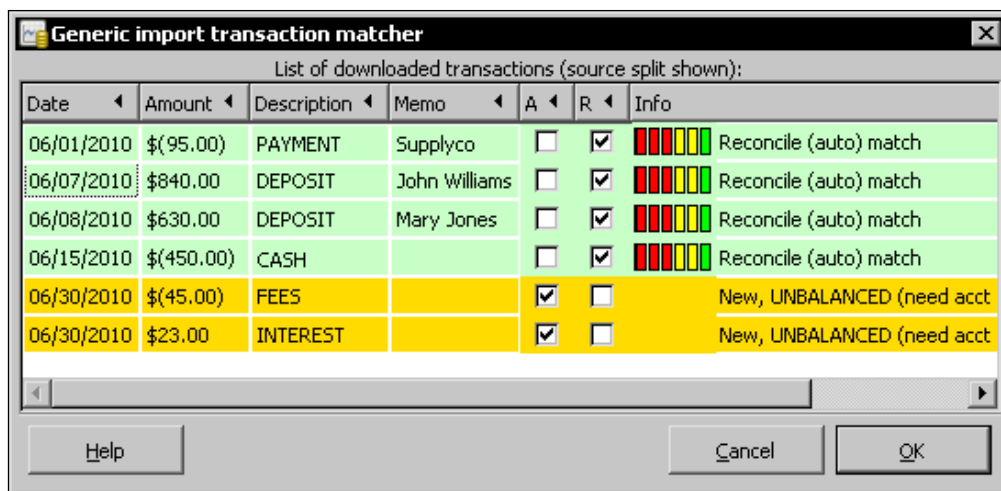 Generic import transaction matcher
List of downloaded transactions (source split shown):
Date Amount Description Memo A R Info
06/01/2010 $(95.00) PAYMENT Supplyco Reconcile (auto) match
06/07/2010 $840.00 DEPOSIT John Williams Reconcile (auto) match
06/08/2010 $630.00 DEPOSIT Mary Jones Reconcile (auto) match
06/15/2010 $(450.00) CASH Reconcile (auto) match
06/30/2010 $(45.00) FEES New, UNBALANCED (need acct
06/30/2010 $23.00 INTEREST New, UNBALANCED (need acct
Help Cancel OK